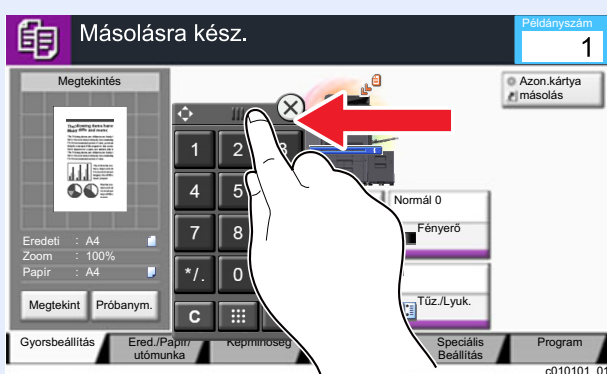 Másolásra kész.
Példányszám
1
Megtekintés
Azon.kártya
másolás
1
2
3
4
5
7
8
*/.
0
C
Normál 0
Fényerő
Eredeti : A4
Zoom : 100%
Papír : A4
Megtekint
Próbanym.
Tűz./Lyuk.
Gyorsbeállítás
Ered./Papír/
utómunka
Képminőség
Speciális
Beállítás
Program
c010101_01